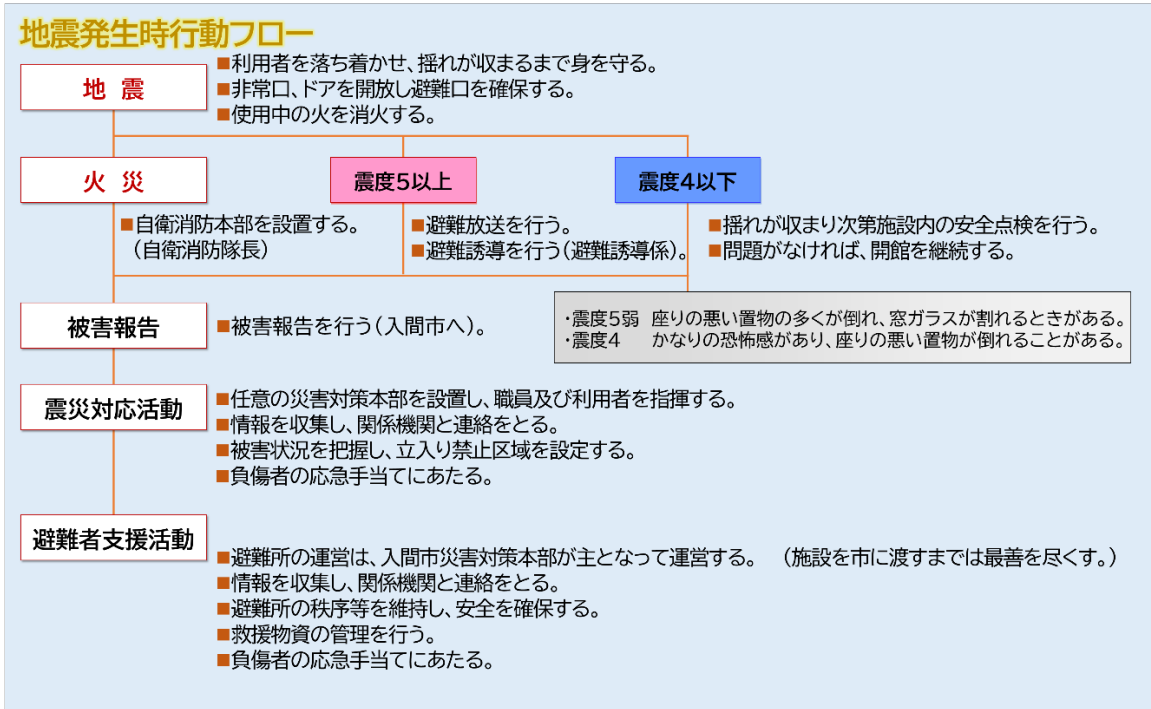 地震発生時行動フロー
地 震
■利用者を落ち着かせ、揺れが収まるまで身を守る。
■非常口、ドアを開放し避難口を確保する。
■使用中の火を消火する。
火 災
震度5以上
震度4以下
■自衛消防本部を設置する。
(自衛消防隊長)
■避難放送を行う。
■避難誘導を行う(避難誘導係)。
■揺れが収まり次第施設内の安全点検を行う。
■問題がなければ、開館を継続する。
被害報告
■被害報告を行う(入間市へ)。
・震度5弱 座りの悪い置物の多くが倒れ、窓ガラスが割れるときがある。
・震度4 かなりの恐怖感があり、座りの悪い置物が倒れることがある。
震災対応活動
■任意の災害対策本部を設置し、職員及び利用者を指揮する。
■情報を収集し、関係機関と連絡をとる。
■被害状況を把握し、立入り禁止区域を設定する。
■負傷者の応急手当てにあたる。
避難者支援活動
■避難所の運営は、入間市災害対策本部が主となって運営する。 (施設を市に渡すまでは最善を尽くす。)
■情報を収集し、関係機関と連絡をとる。
■避難所の秩序等を維持し、安全を確保する。
■救援物資の管理を行う。
■負傷者の応急手当てにあたる。